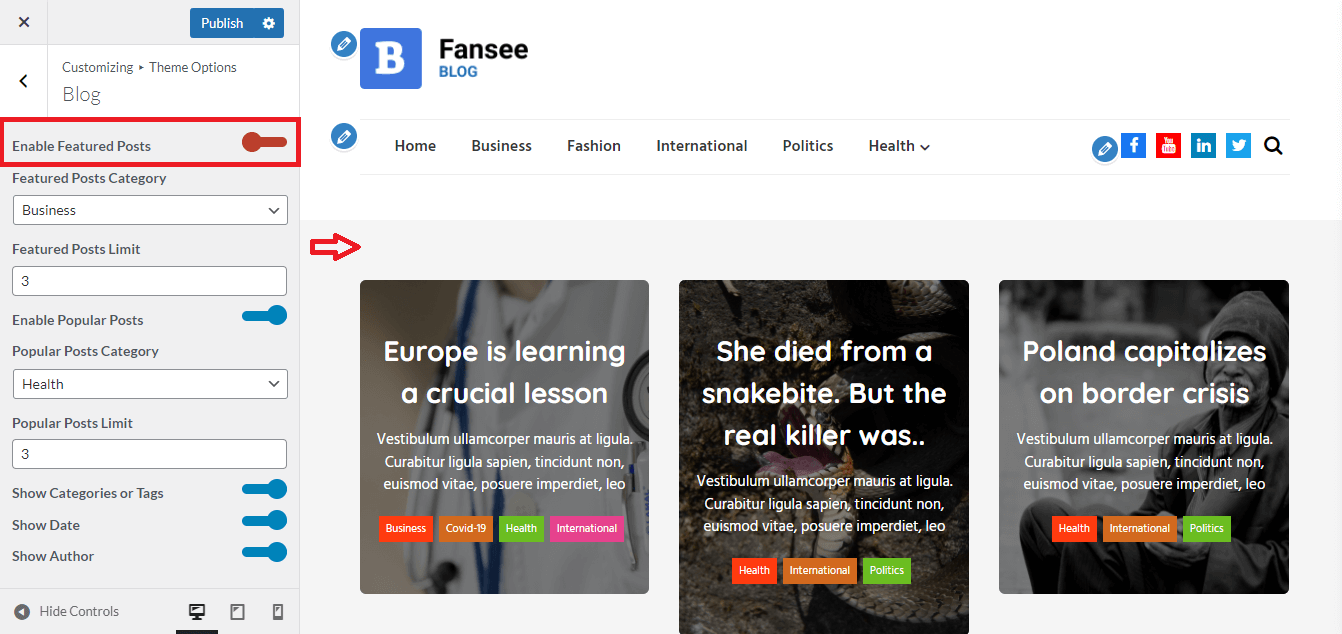 Publish
Customizing ▸ Theme Options
Blog
Enable Featured Posts
Featured Posts Category
Business
Featured Posts Limit
3
Enable Popular Posts
Popular Posts Category
Health
Popular Posts Limit
3
Show Categories or Tags
Show Date
Show Author
Hide Controls
B
Fansee
BLOG
Home Business Fashion International Politics Health
f You Tube in
Europe is learning
a crucial lesson
Vestibulum ullamcorper mauris at ligula.
Curabitur ligula sapien, tincidunt non,
euismod vitae, posuere imperdiet, leo
Business Covid-19 Health International
She died from a
snakebite. But the
real killer was..
Vestibulum ullamcorper mauris at ligula.
Curabitur ligula sapien, tincidunt non,
euismod vitae, posuere imperdiet, leo
Health International Politics
Poland capitalizes
on border crisis
Vestibulum ullamcorper mauris at ligula.
Curabitur ligula sapien, tincidunt non,
euismod vitae, posuere imperdiet, leo
Health International Politics